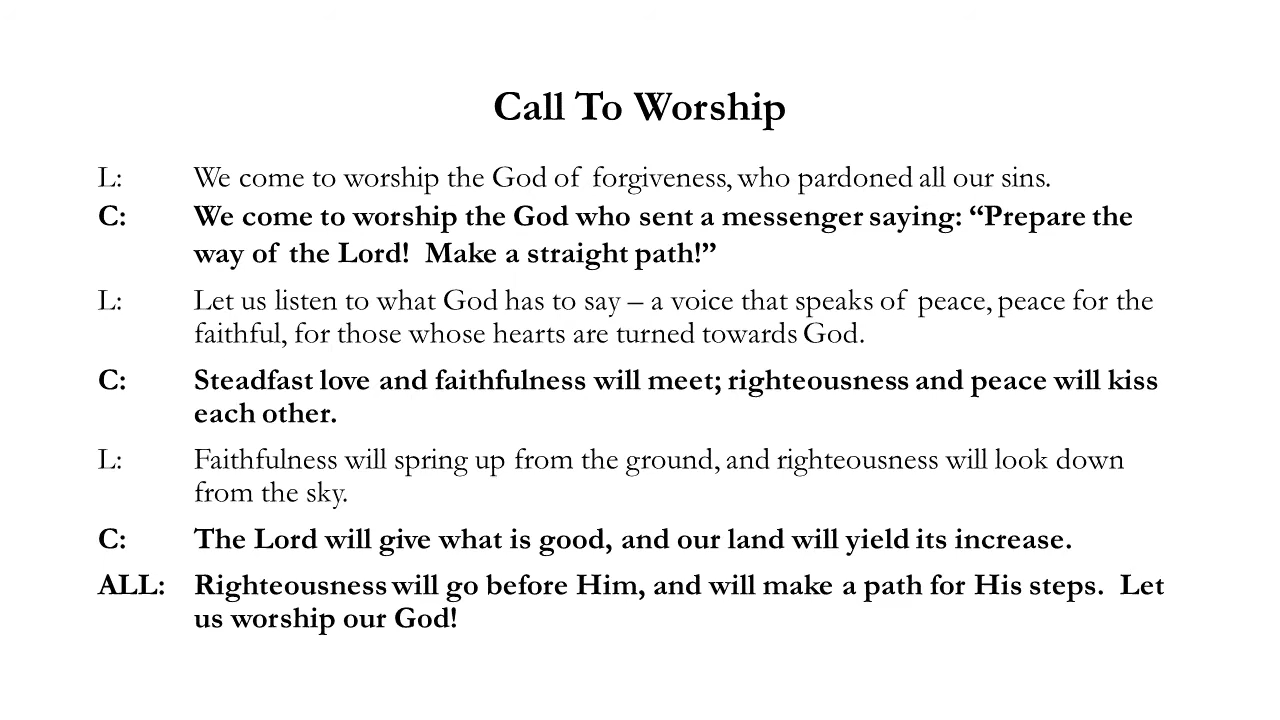 Call To Worship
L: We come to worship the God of forgiveness, who pardoned all our sins.
C: We come to worship the God who sent a messenger saying: “Prepare the
way of the Lord!  Make a straight path!”
L: Let us listen to what God has to say – a voice that speaks of peace, peace for the
faithful, for those whose hearts are turned towards God.
C: Steadfast love and faithfulness will meet; righteousness and peace will kiss
each other.
L: Faithfulness will spring up from the ground, and righteousness will look down
from the sky.
C: The Lord will give what is good, and our land will yield its increase.
ALL: Righteousness will go before Him, and will make a path for His steps.  Let
us worship our God!